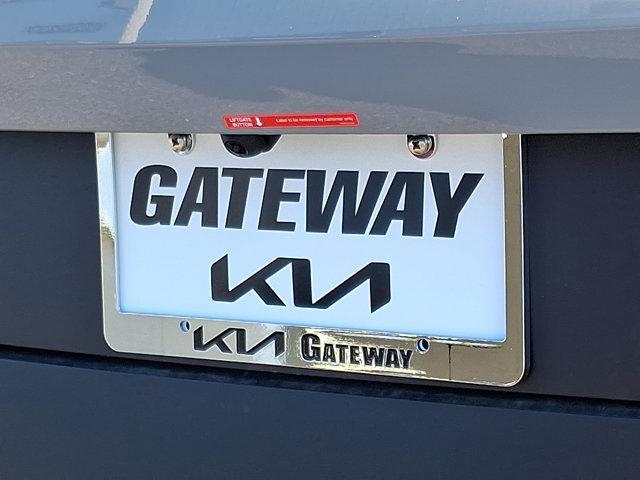 LIFTGATE
BUTTON
Label to be removed by customer only
GATEWAY
KIA
KIA GATEWAY